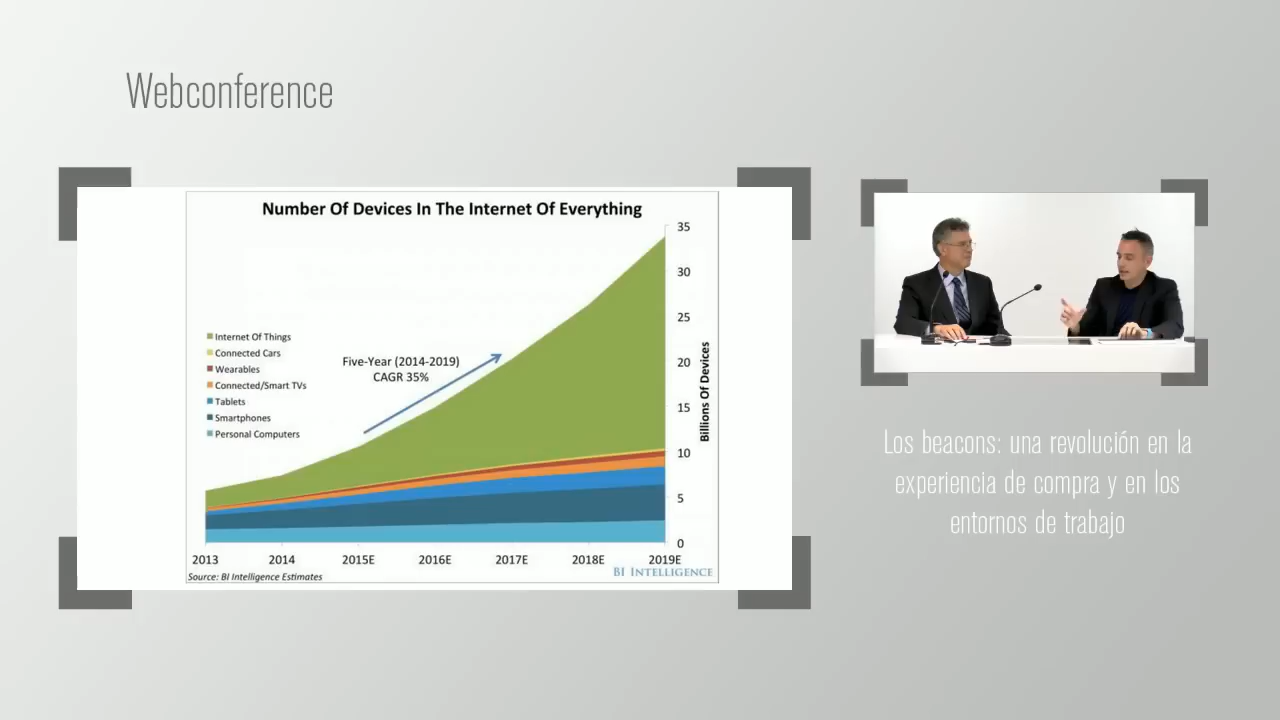 Webconference
Number Of Devices In The Internet Of Everything
35
30
25
20
15
10
5
0
Billions Of Devices
Internet Of Things
Connected Cars
Wearables
Connected/Smart TVs
Tablets
Smartphones
Personal Computers
Five-Year (2014-2019)
CAGR 35%
2013 2014 2015E 2016E 2017E 2018E 2019E
Source: BI Intelligence Estimates
BI INTELLIGENCE
Los beacons: una revolución en la
experiencia de compra y en los
entornos de trabajo